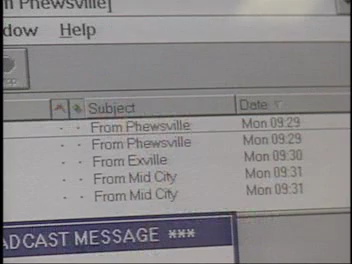 n Phewsville]
dow Help
Subject Date
From Phewsville Mon 09:29
From Phewsville Mon 09:29
From Exville Mon 09:30
From Mid City Mon 09:31
From Mid City Mon 09:31
ADCAST MESSAGE ***